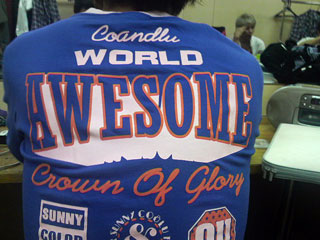 Coandlu
WORLD
AWESOME
Crown Of Glory
SUNNY
COLOR
&